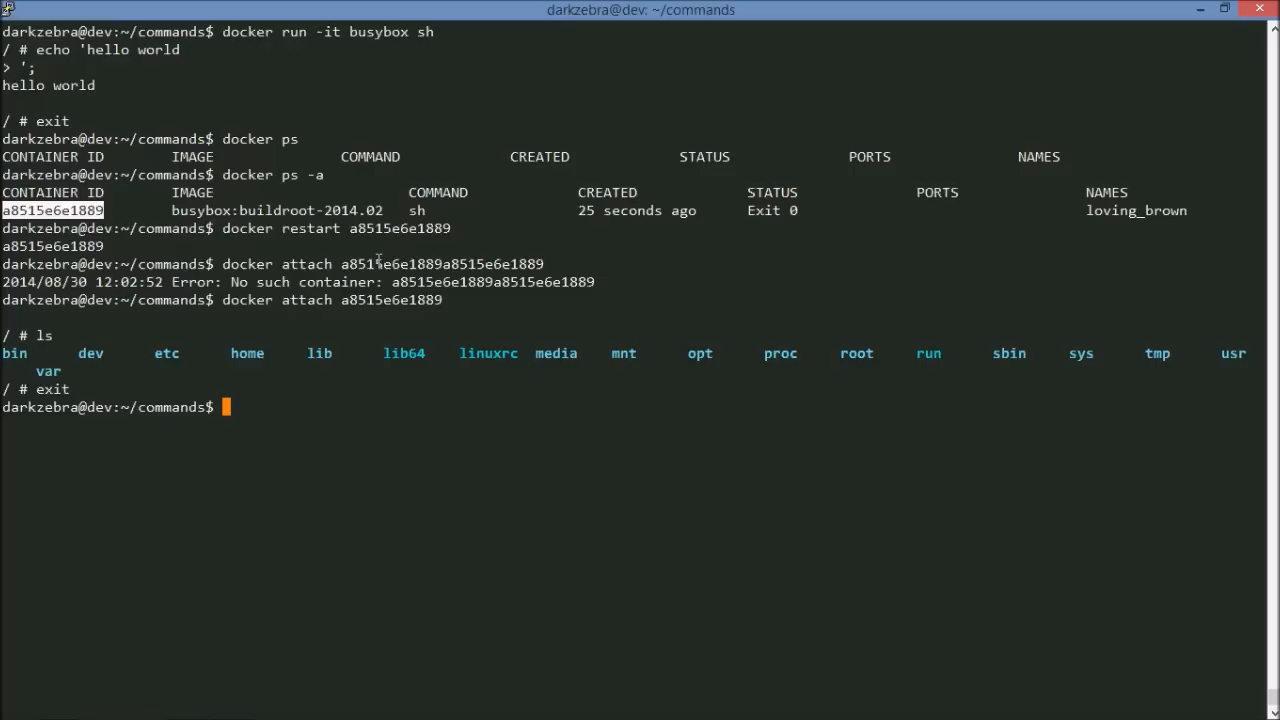 darkzebra@dev: ~/commands
darkzebra@dev:~/commands$ docker run -it busybox sh
/ # echo 'hello world
> ';
hello world
/ # exit
darkzebra@dev:~/commands$ docker ps
CONTAINER ID        IMAGE               COMMAND             CREATED             STATUS              PORTS               NAMES
darkzebra@dev:~/commands$ docker ps -a
CONTAINER ID        IMAGE                       COMMAND             CREATED             STATUS              PORTS               NAMES
a8515e6e1889        busybox:buildroot-2014.02   sh                  25 seconds ago      Exit 0                                  loving_brown
darkzebra@dev:~/commands$ docker restart a8515e6e1889
a8515e6e1889
darkzebra@dev:~/commands$ docker attach a8515e6e1889a8515e6e1889
2014/08/30 12:02:52 Error: No such container: a8515e6e1889a8515e6e1889
darkzebra@dev:~/commands$ docker attach a8515e6e1889
/ # ls
bin      dev      etc      home     lib      lib64    linuxrc  media    mnt      opt      proc     root     run      sbin     sys      tmp      usr
var
/ # exit
darkzebra@dev:~/commands$